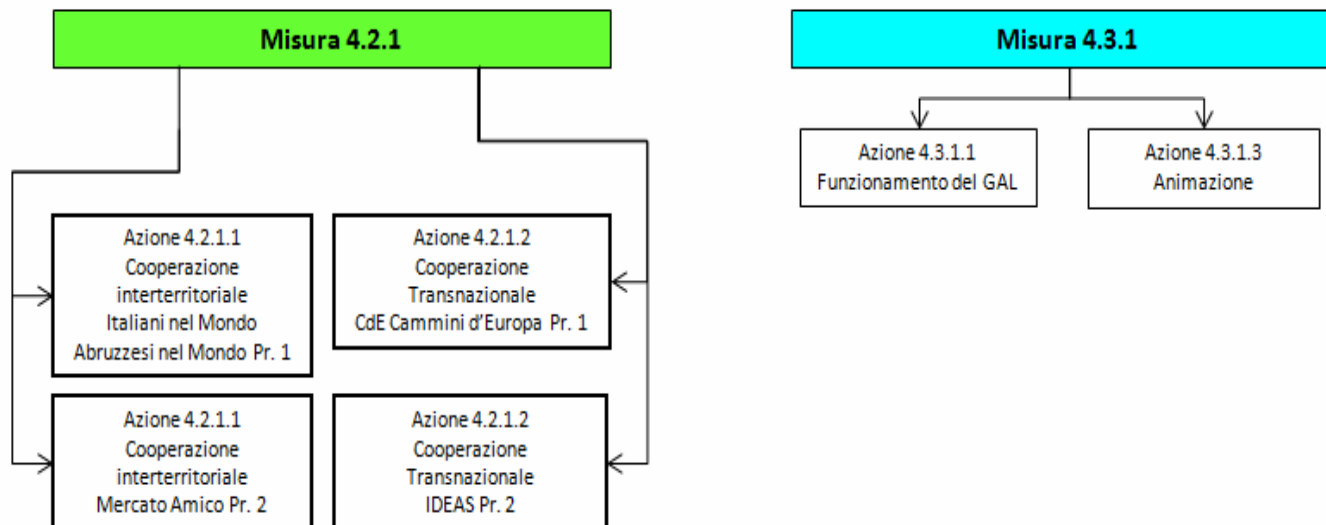 Misura 4.2.1
Misura 4.3.1
Azione 4.3.1.1
Funzionamento del GAL
Azione 4.3.1.3
Animazione
Azione 4.2.1.1
Cooperazione
interterritoriale
Italiani nel Mondo
Abruzzesi nel Mondo Pr. 1
Azione 4.2.1.2
Cooperazione
Transnazionale
CdE Cammini d’Europa Pr. 1
Azione 4.2.1.1
Cooperazione
interterritoriale
Mercato Amico Pr. 2
Azione 4.2.1.2
Cooperazione
Transnazionale
IDEAS Pr. 2